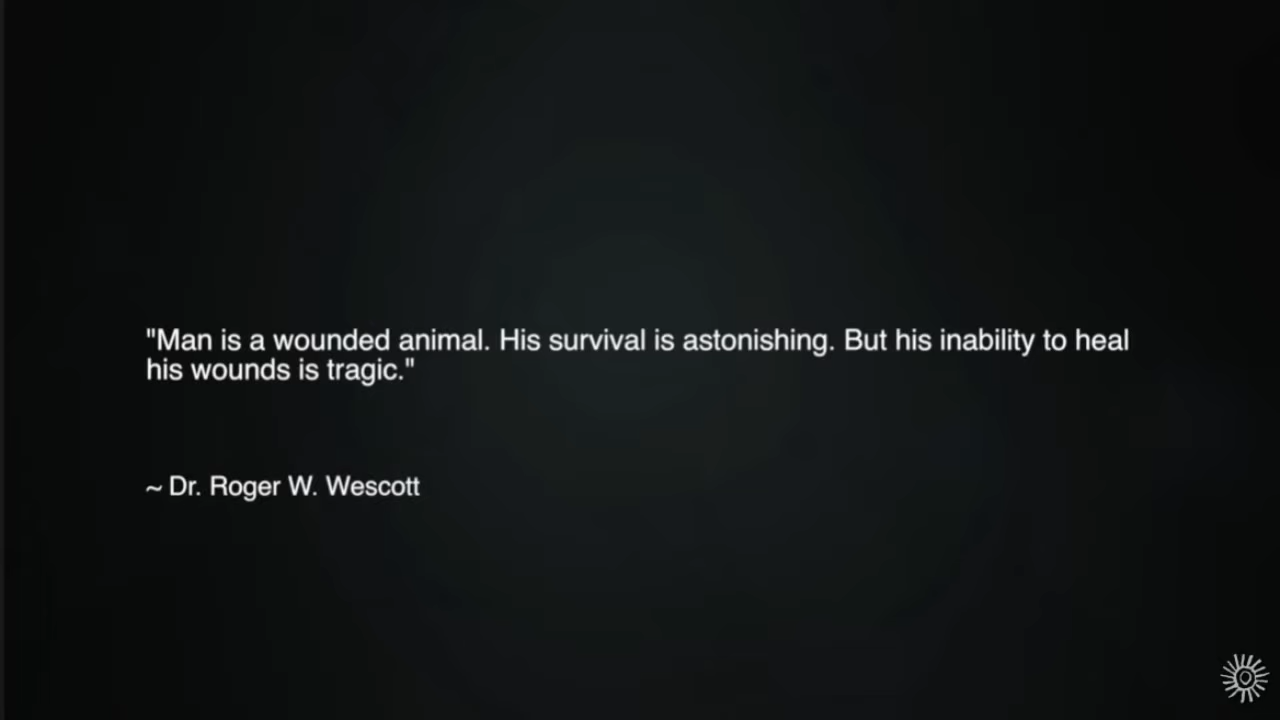 "Man is a wounded animal. His survival is astonishing. But his inability to heal
his wounds is tragic."
~ Dr. Roger W. Wescott